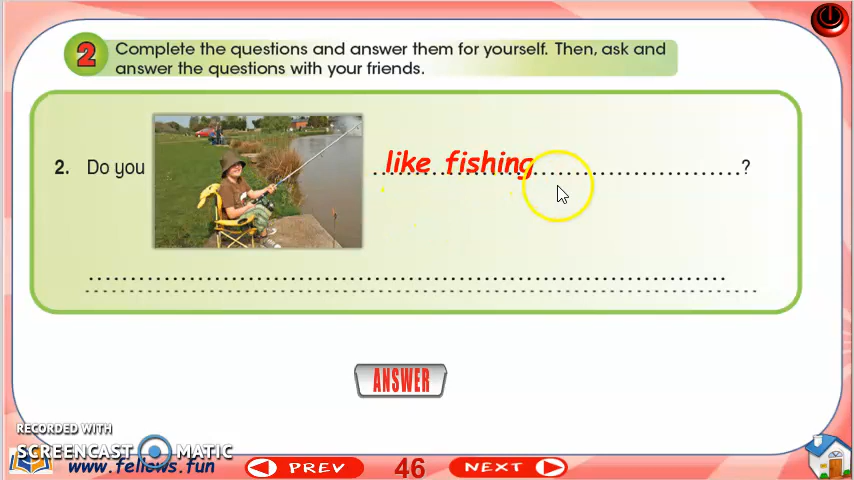 2 Complete the questions and answer them for yourself. Then, ask and
answer the questions with your friends.
2. Do you like fishing ?
ANSWER
RECORDED WITH
SCREENCAST MATIC
www.fellows.fun PREV 46 NEXT